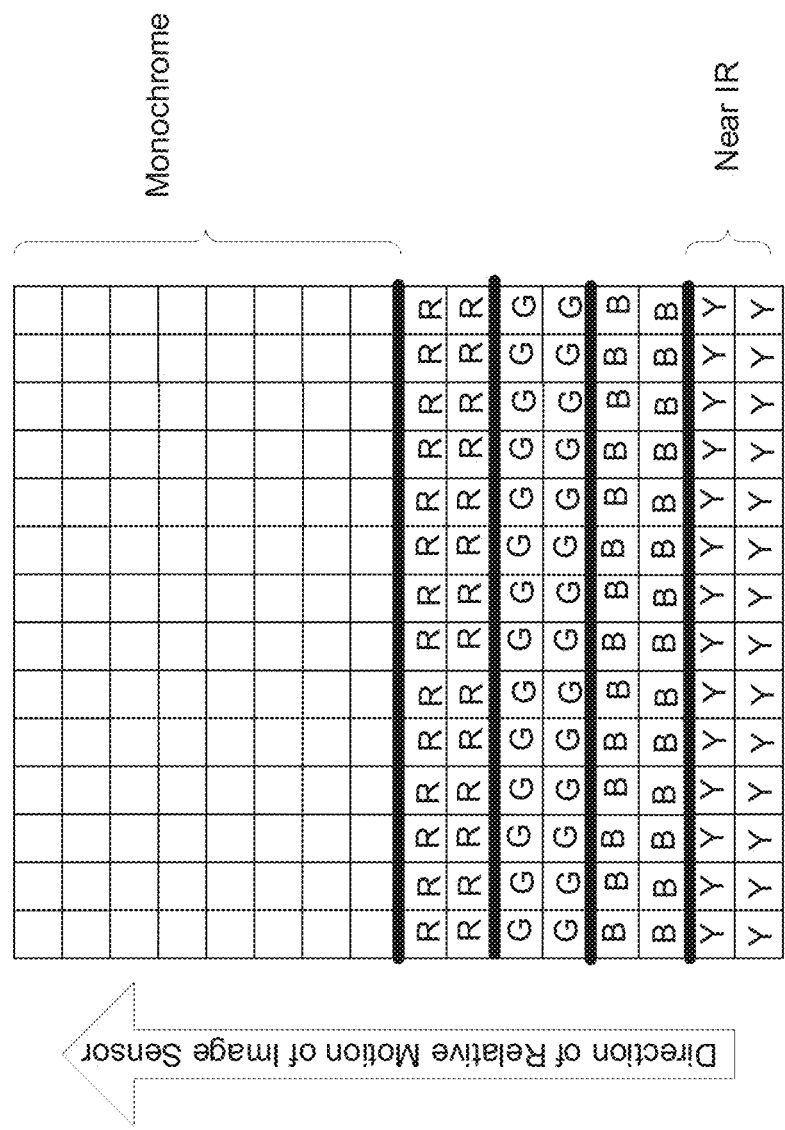 Monochrome
R R R R R R R R R R R R R R
R R R R R R R R R R R R R R
G G G G G G G G G G G G G G
G G G G G G G G G G G G G G
B B B B B B B B B B B B B B
B B B B B B B B B B B B B B
Y Y Y Y Y Y Y Y Y Y Y Y Y Y
Y Y Y Y Y Y Y Y Y Y Y Y Y Y
Near IR
Direction of Relative Motion of Image Sensor